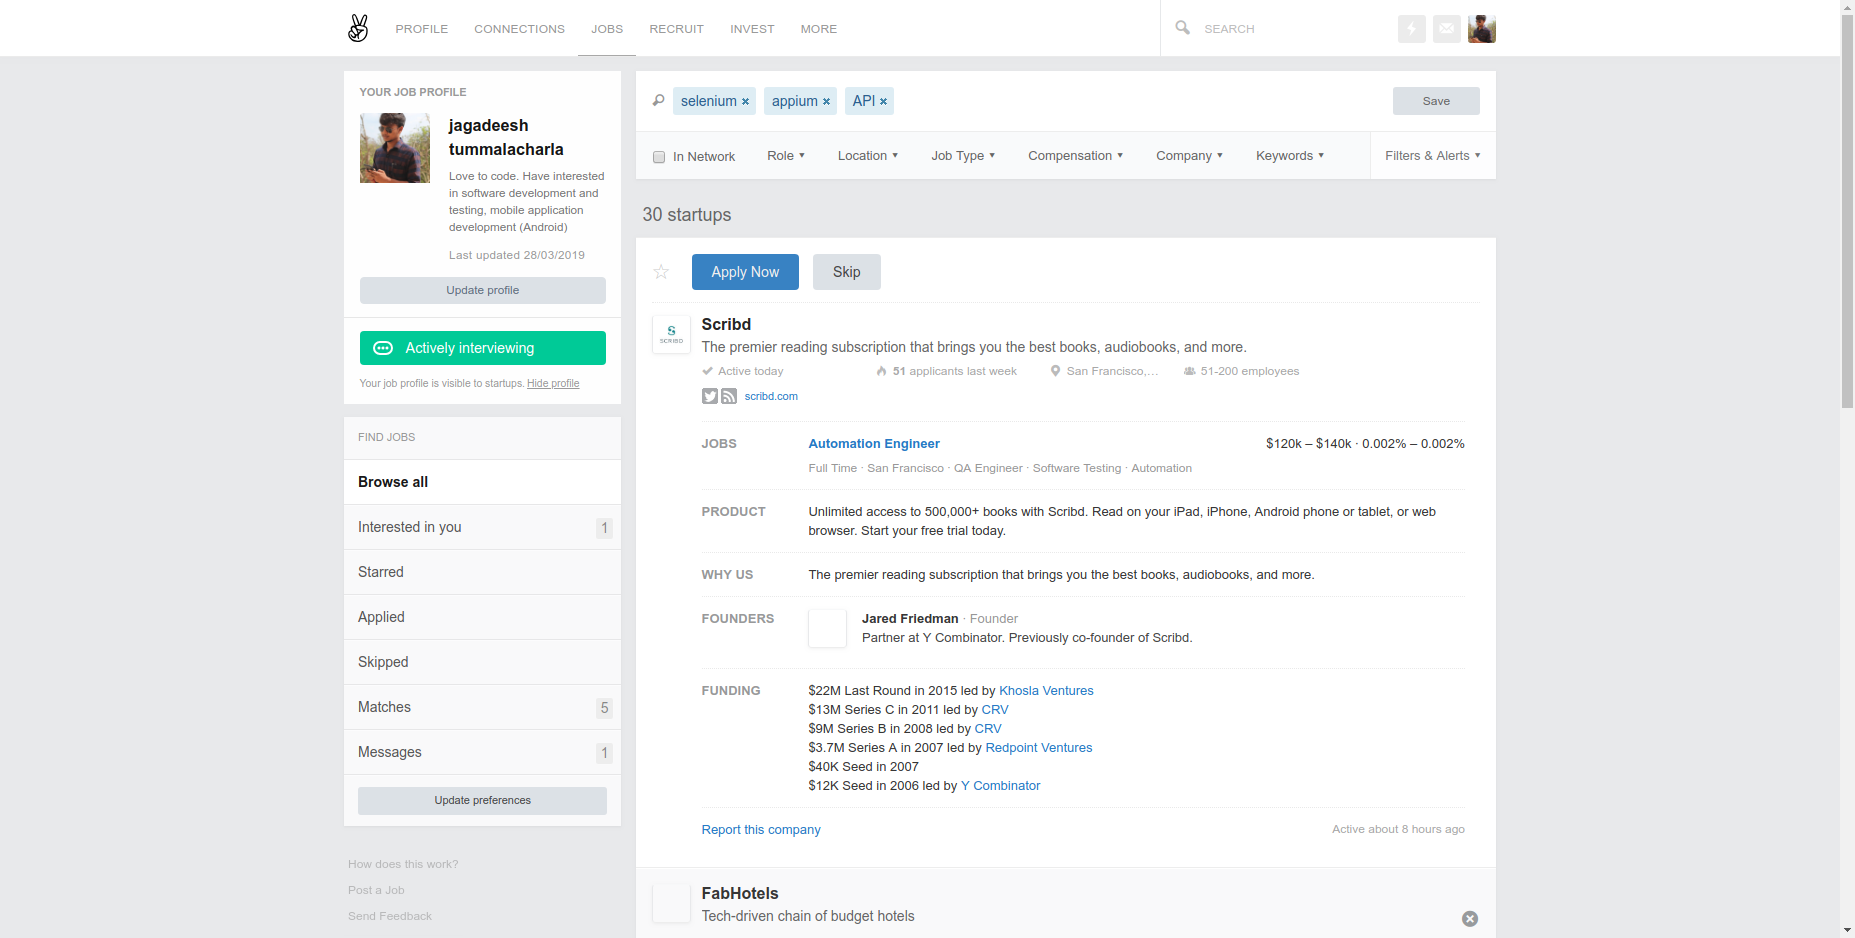 PROFILE CONNECTIONS JOBS RECRUIT INVEST MORE SEARCH
YOUR JOB PROFILE
jagadeesh
tummalacharla
Love to code. Have interested
in software development and
testing, mobile application
development (Android)
Last updated 28/03/2019
Update profile
Actively interviewing
Your job profile is visible to startups. Hide profile
FIND JOBS
Browse all
Interested in you 1
Starred
Applied
Skipped
Matches 5
Messages 1
Update preferences
How does this work?
Post a Job
Send Feedback
selenium × appium × API × Save
In Network Role ▾ Location ▾ Job Type ▾ Compensation ▾ Company ▾ Keywords ▾ Filters & Alerts ▾
30 startups
Apply Now Skip
SCRIBD
Scribd
The premier reading subscription that brings you the best books, audiobooks, and more.
Active today 51 applicants last week San Francisco,... 51-200 employees
scribd.com
JOBS Automation Engineer $120k – $140k · 0.002% – 0.002%
Full Time · San Francisco · QA Engineer · Software Testing · Automation
PRODUCT Unlimited access to 500,000+ books with Scribd. Read on your iPad, iPhone, Android phone or tablet, or web
browser. Start your free trial today.
WHY US The premier reading subscription that brings you the best books, audiobooks, and more.
FOUNDERS Jared Friedman · Founder
Partner at Y Combinator. Previously co-founder of Scribd.
FUNDING $22M Last Round in 2015 led by Khosla Ventures
$13M Series C in 2011 led by CRV
$9M Series B in 2008 led by CRV
$3.7M Series A in 2007 led by Redpoint Ventures
$40K Seed in 2007
$12K Seed in 2006 led by Y Combinator
Report this company Active about 8 hours ago
FabHotels
Tech-driven chain of budget hotels